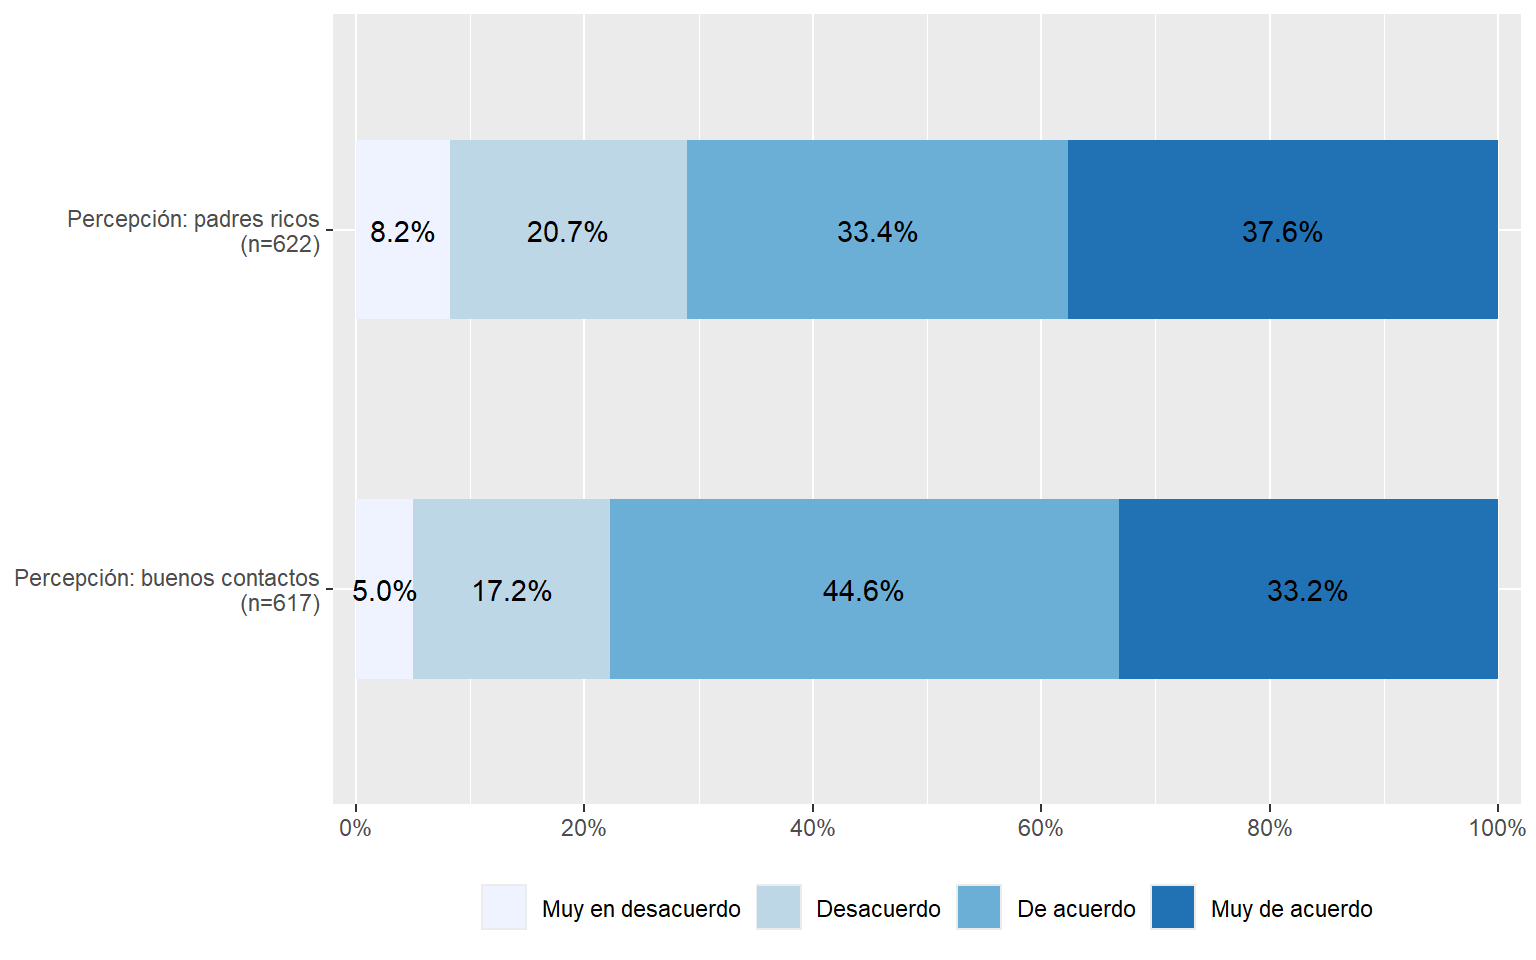 Percepción: padres ricos
(n=622)
8.2%
20.7%
33.4%
37.6%
Percepción: buenos contactos
(n=617)
5.0%
17.2%
44.6%
33.2%
0%
20%
40%
60%
80%
100%
Muy en desacuerdo
Desacuerdo
De acuerdo
Muy de acuerdo